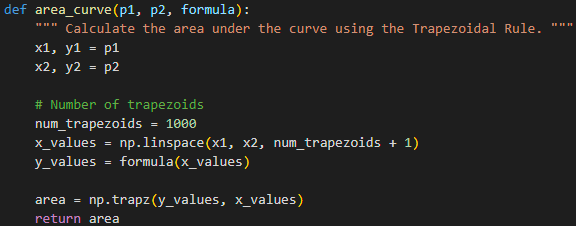 def area_curve(p1, p2, formula):
    """ Calculate the area under the curve using the Trapezoidal Rule. """
    x1, y1 = p1
    x2, y2 = p2

    # Number of trapezoids
    num_trapezoids = 1000
    x_values = np.linspace(x1, x2, num_trapezoids + 1)
    y_values = formula(x_values)

    area = np.trapz(y_values, x_values)
    return area